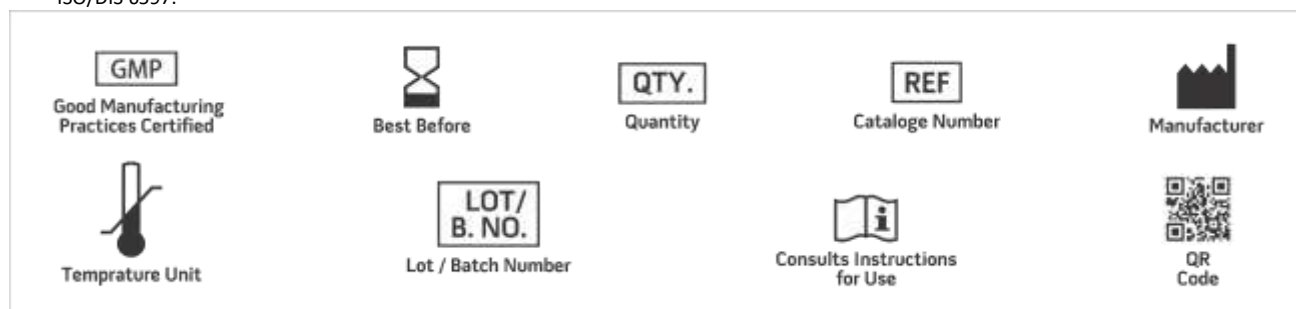 ISO/DIS 6597.
GMP
Good Manufacturing
Practices Certified
Best Before
QTY.
Quantity
REF
Cataloge Number
Manufacturer
Temprature Unit
LOT/
B. NO.
Lot / Batch Number
i
Consults Instructions
for Use
QR
Code